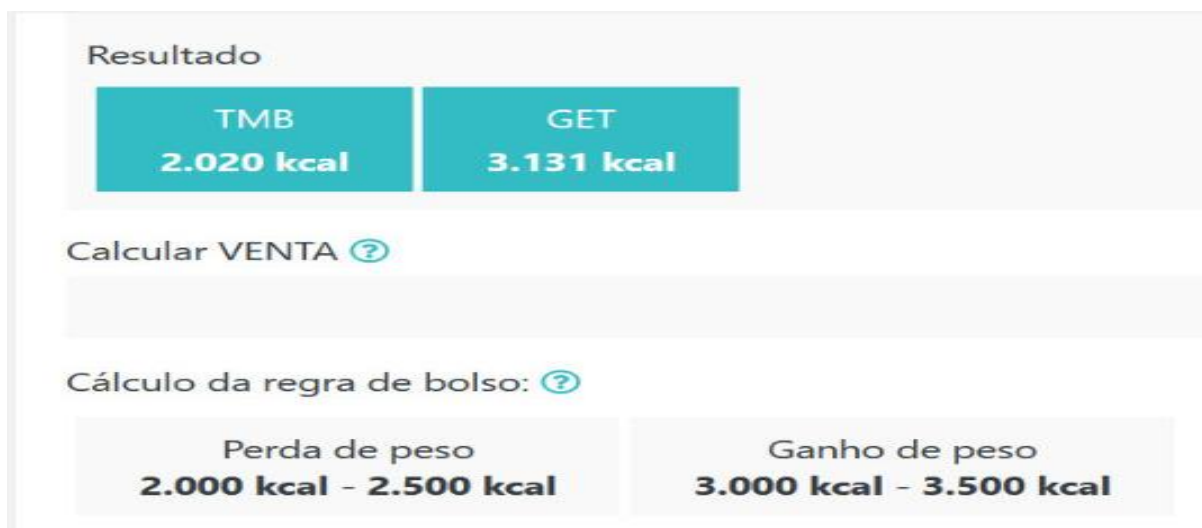 Resultado
TMB GET
2.020 kcal 3.131 kcal
Calcular VENTA ?
Cálculo da regra de bolso: ?
Perda de peso Ganho de peso
2.000 kcal - 2.500 kcal 3.000 kcal - 3.500 kcal